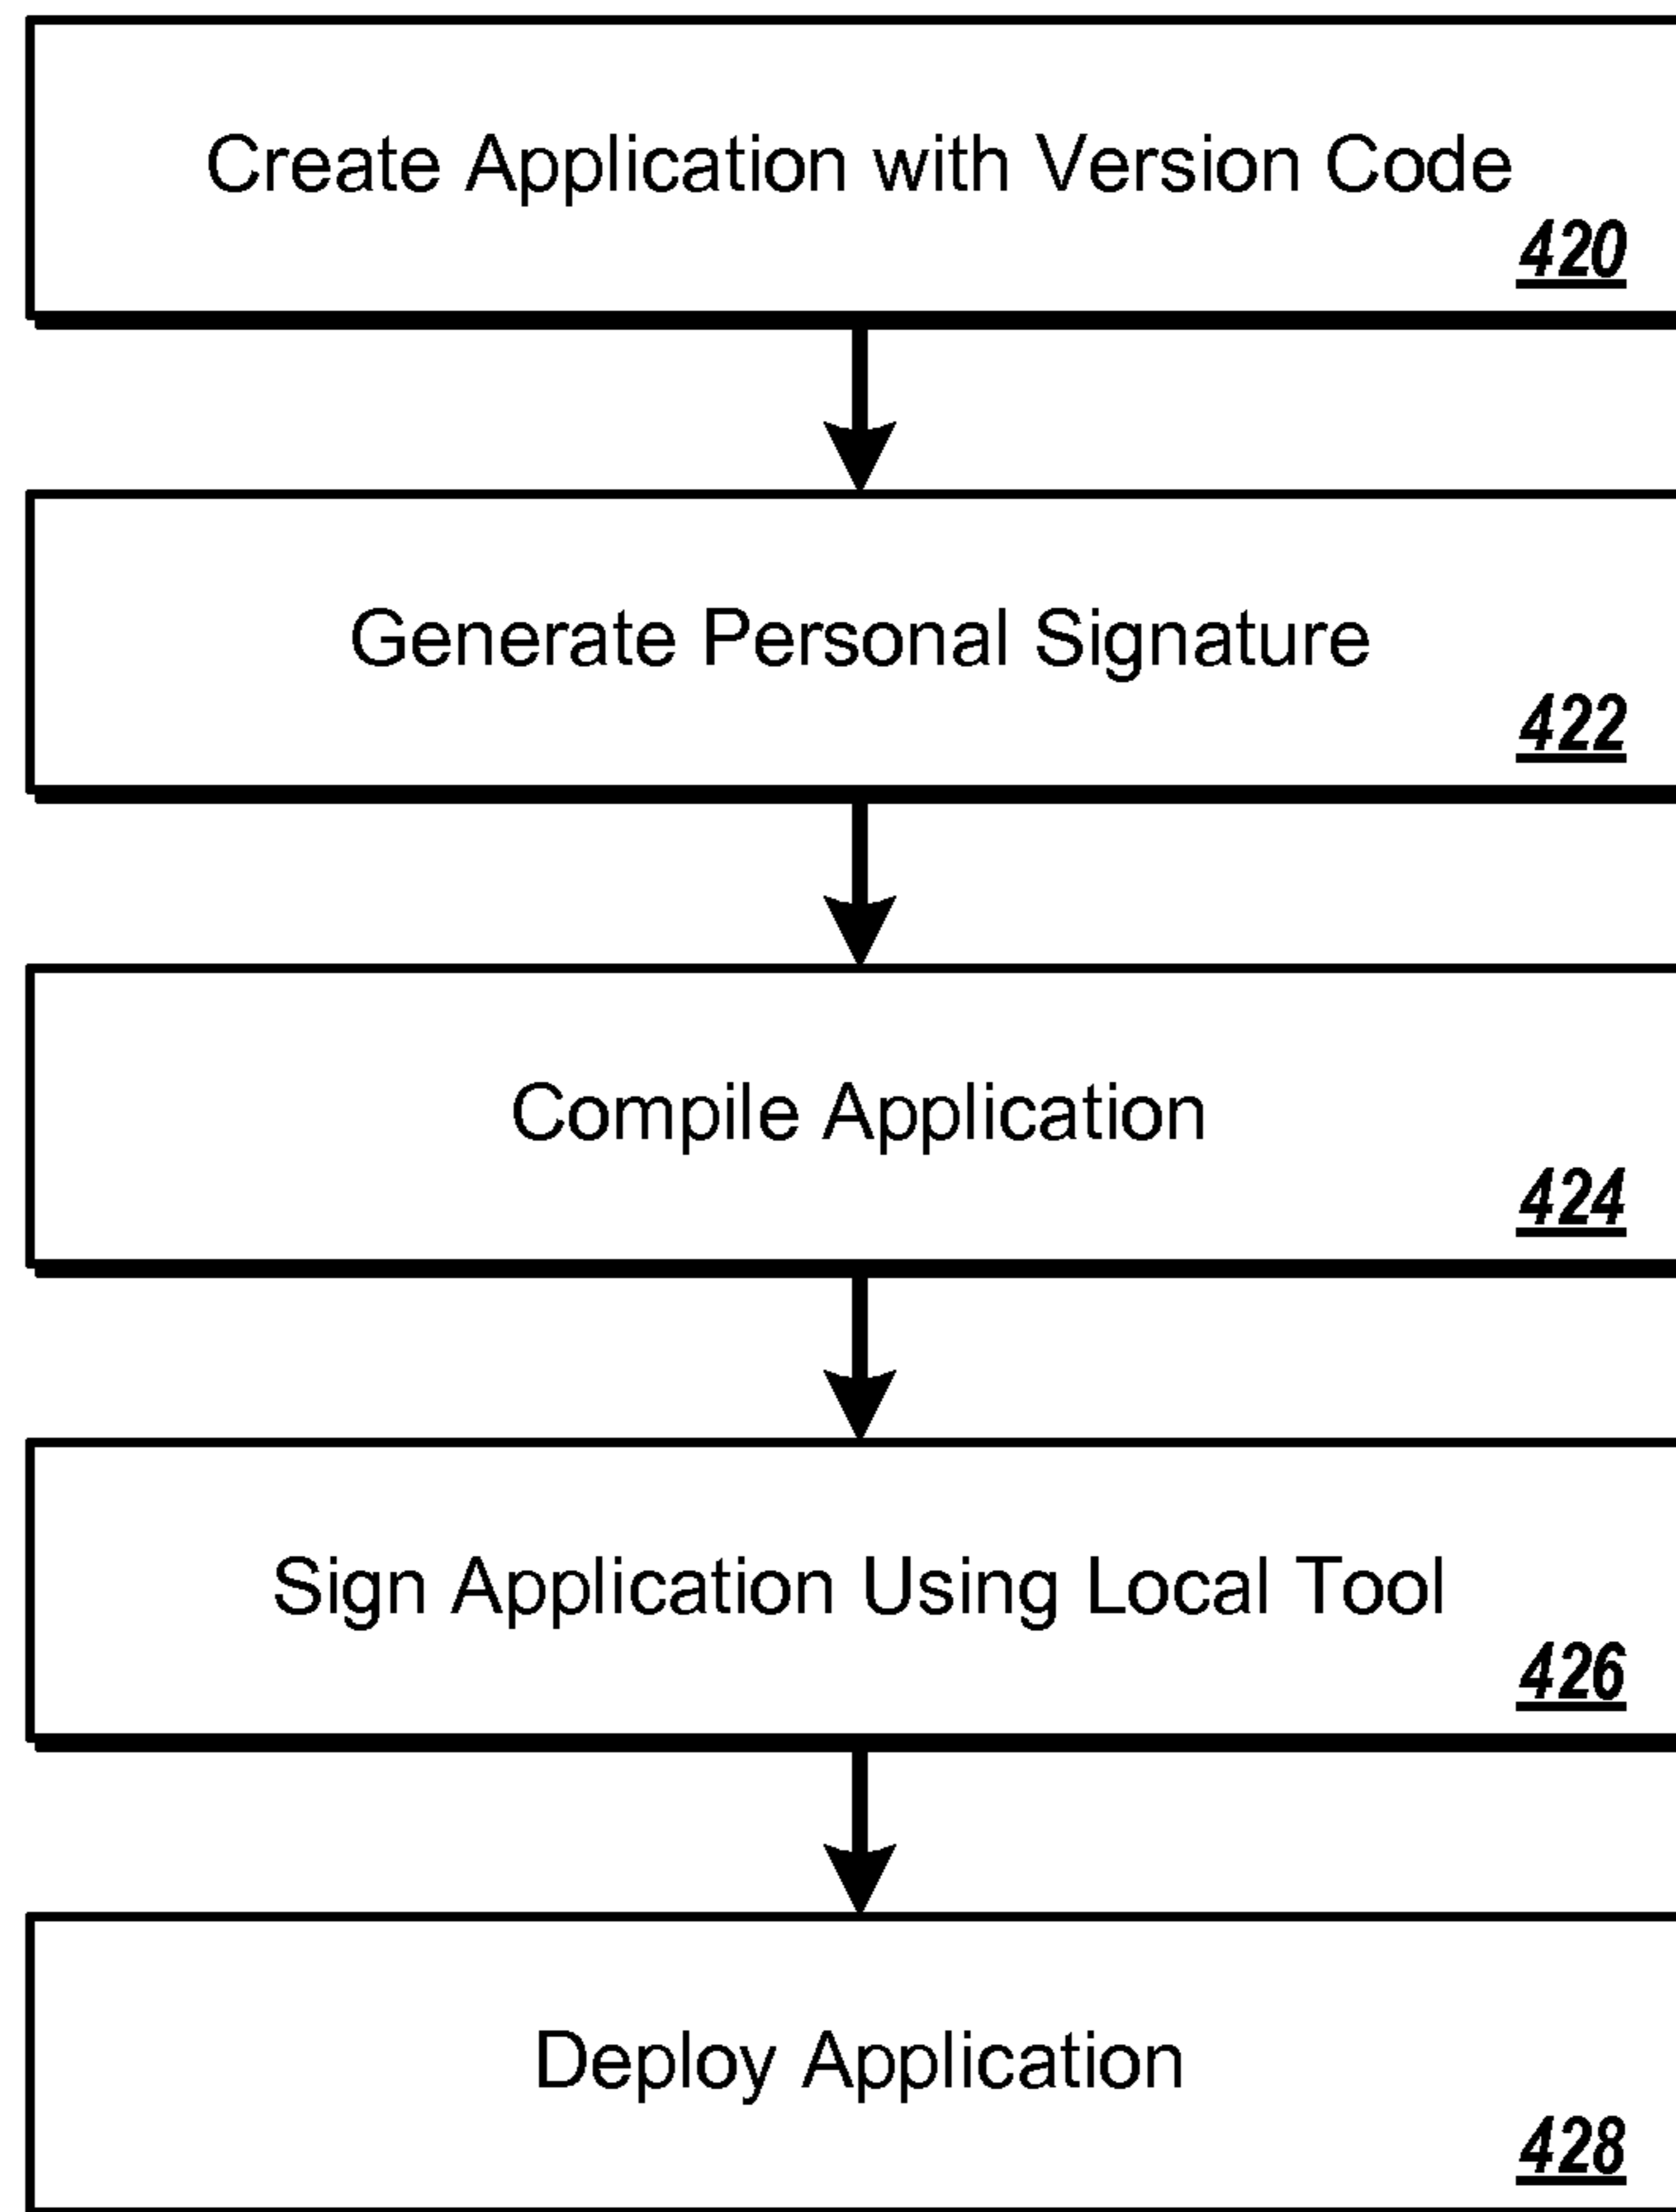 Create Application with Version Code
420
Generate Personal Signature
422
Compile Application
424
Sign Application Using Local Tool
426
Deploy Application
428